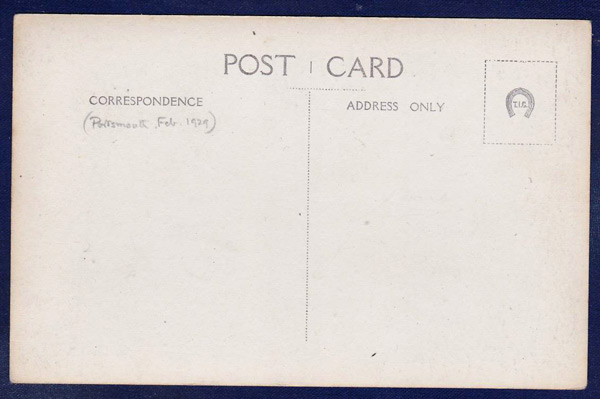 POST CARD
CORRESPONDENCE
ADDRESS ONLY
(Portsmouth, Feb. 1929)
T.I.C.